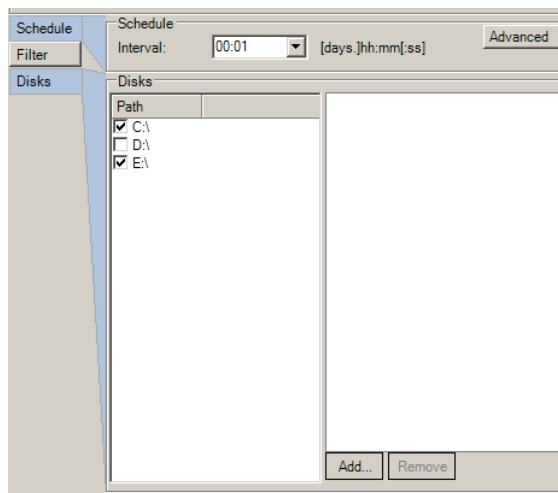 Schedule
Filter
Disks
Schedule
Interval:
00:01
[days.]hh:mm[:ss]
Advanced
Disks
Path
C:\
D:\
E:\
Add...
Remove